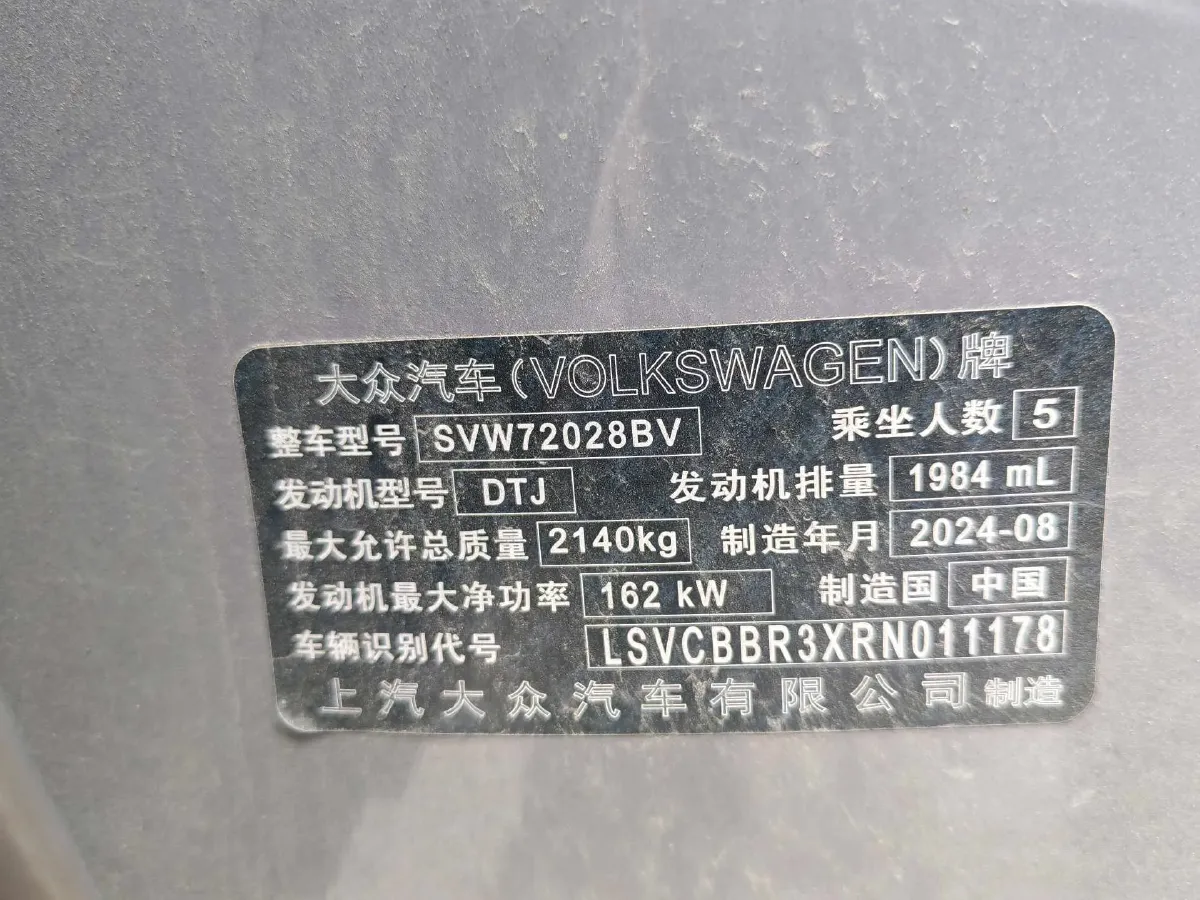 大众汽车(VOLKSWAGEN)牌
整车型号 SVW72028BV 乘坐人数 5
发动机型号 DTJ 发动机排量 1984 mL
最大允许总质量 2140kg 制造年月 2024-08
发动机最大净功率 162 kW 制造国 中国
车辆识别代号 LSVCBBR3XRN011178
上汽大众汽车有限公司 制造